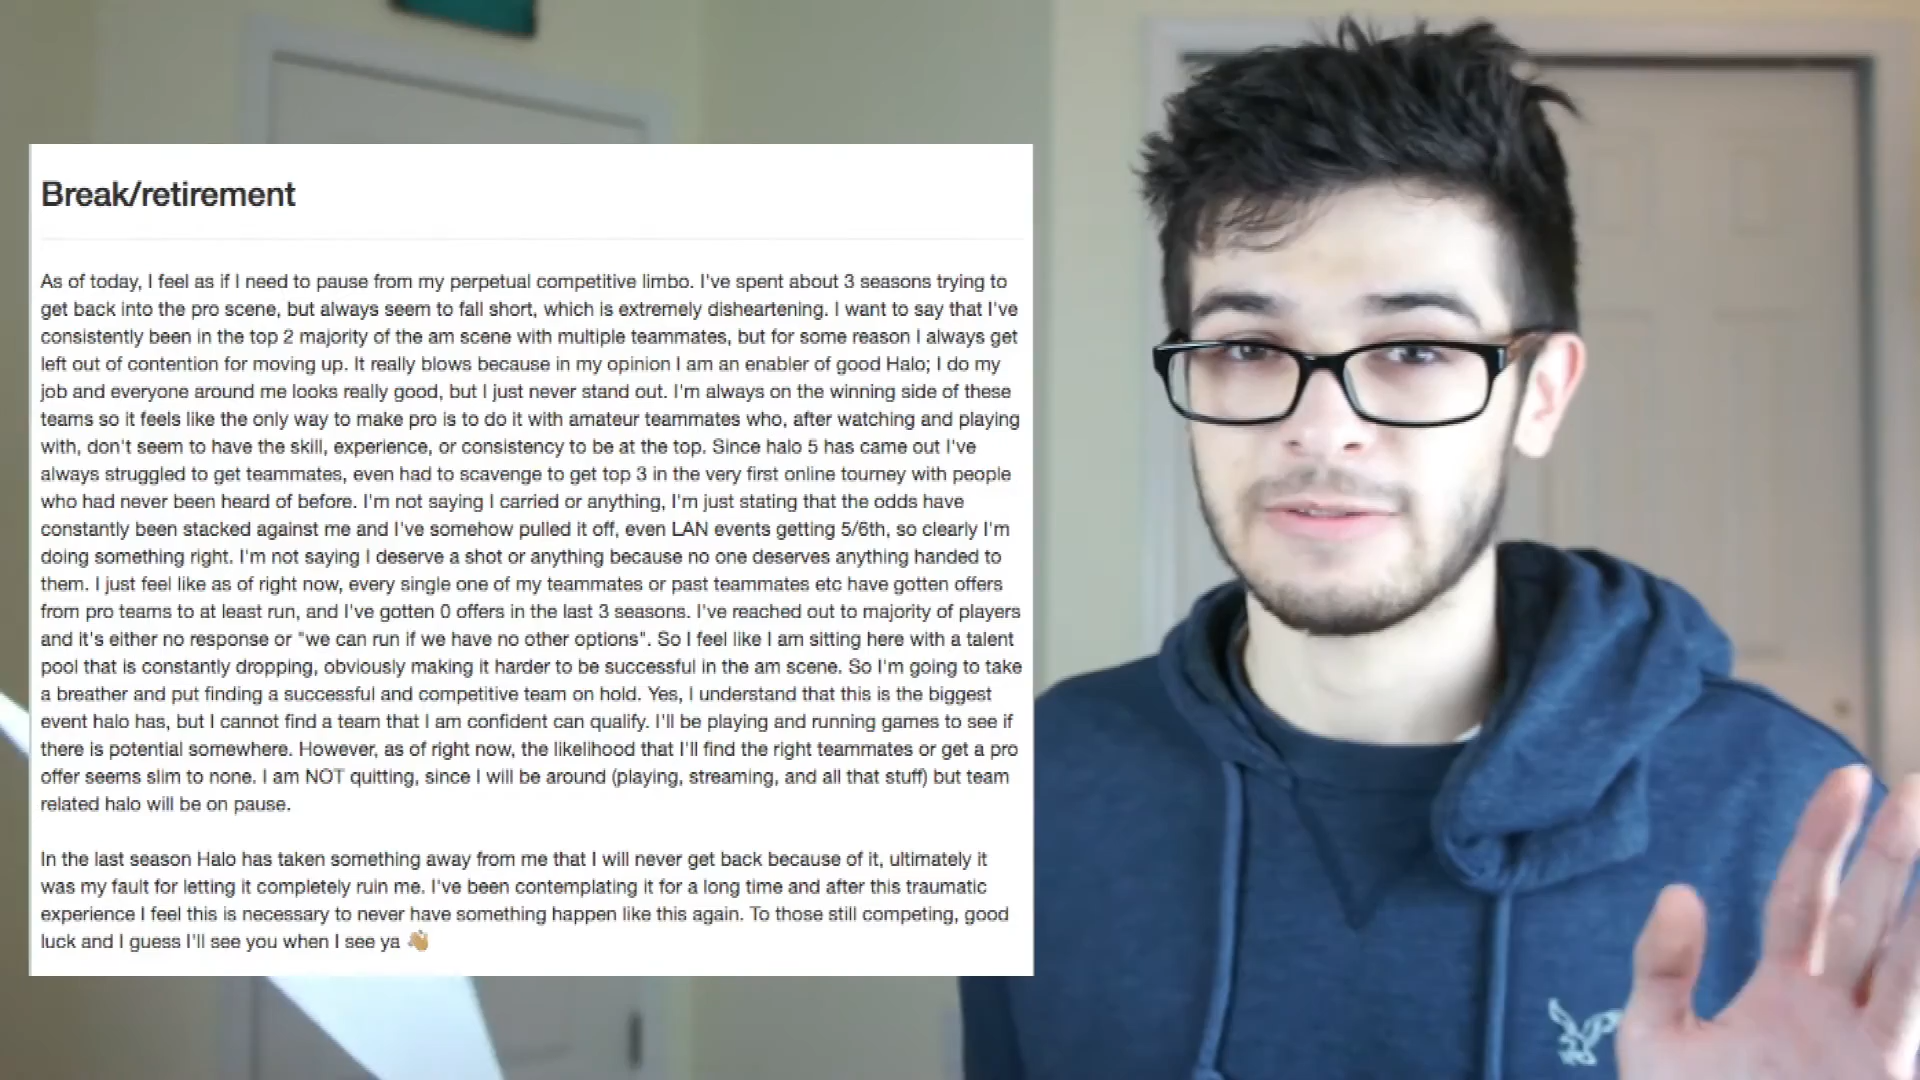 Break/retirement
As of today, I feel as if I need to pause from my perpetual competitive limbo. I've spent about 3 seasons trying to
get back into the pro scene, but always seem to fall short, which is extremely disheartening. I want to say that I've
consistently been in the top 2 majority of the am scene with multiple teammates, but for some reason I always get
left out of contention for moving up. It really blows because in my opinion I am an enabler of good Halo; I do my
job and everyone around me looks really good, but I just never stand out. I'm always on the winning side of these
teams so it feels like the only way to make pro is to do it with amateur teammates who, after watching and playing
with, don't seem to have the skill, experience, or consistency to be at the top. Since halo 5 has came out I've
always struggled to get teammates, even had to scavenge to get top 3 in the very first online tourney with people
who had never been heard of before. I'm not saying I carried or anything, I'm just stating that the odds have
constantly been stacked against me and I've somehow pulled it off, even LAN events getting 5/6th, so clearly I'm
doing something right. I'm not saying I deserve a shot or anything because no one deserves anything handed to
them. I just feel like as of right now, every single one of my teammates or past teammates etc have gotten offers
from pro teams to at least run, and I've gotten 0 offers in the last 3 seasons. I've reached out to majority of players
and it's either no response or "we can run if we have no other options". So I feel like I am sitting here with a talent
pool that is constantly dropping, obviously making it harder to be successful in the am scene. So I'm going to take
a breather and put finding a successful and competitive team on hold. Yes, I understand that this is the biggest
event halo has, but I cannot find a team that I am confident can qualify. I'll be playing and running games to see if
there is potential somewhere. However, as of right now, the likelihood that I'll find the right teammates or get a pro
offer seems slim to none. I am NOT quitting, since I will be around (playing, streaming, and all that stuff) but team
related halo will be on pause.
In the last season Halo has taken something away from me that I will never get back because of it, ultimately it
was my fault for letting it completely ruin me. I've been contemplating it for a long time and after this traumatic
experience I feel this is necessary to never have something happen like this again. To those still competing, good
luck and I guess I'll see you when I see ya 👋🏽